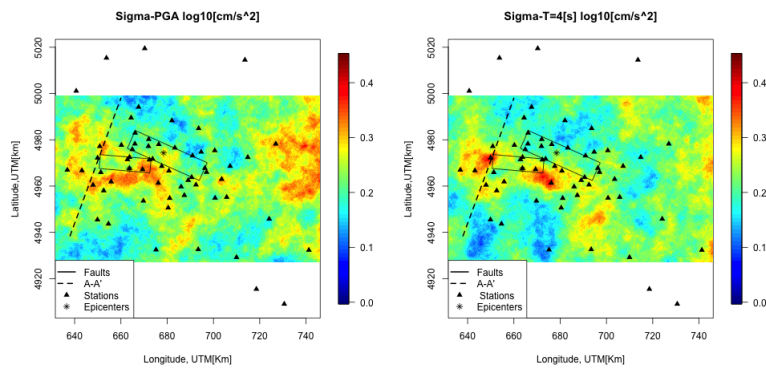 Sigma-PGA log10[cm/s^2]
Latitude,UTM[km]
5020
5000
4980
4960
4940
4920
0.4
0.3
0.2
0.1
0.0
Faults
A-A'
Stations
Epicenters
640
660
680
700
720
740
Longitude, UTM[Km]
Sigma-T=4[s] log10[cm/s^2]
Latitude,UTM[km]
5020
5000
4980
4960
4940
4920
0.4
0.3
0.2
0.1
0.0
Faults
A-A'
Stations
Epicenters
640
660
680
700
720
740
Longitude, UTM[Km]